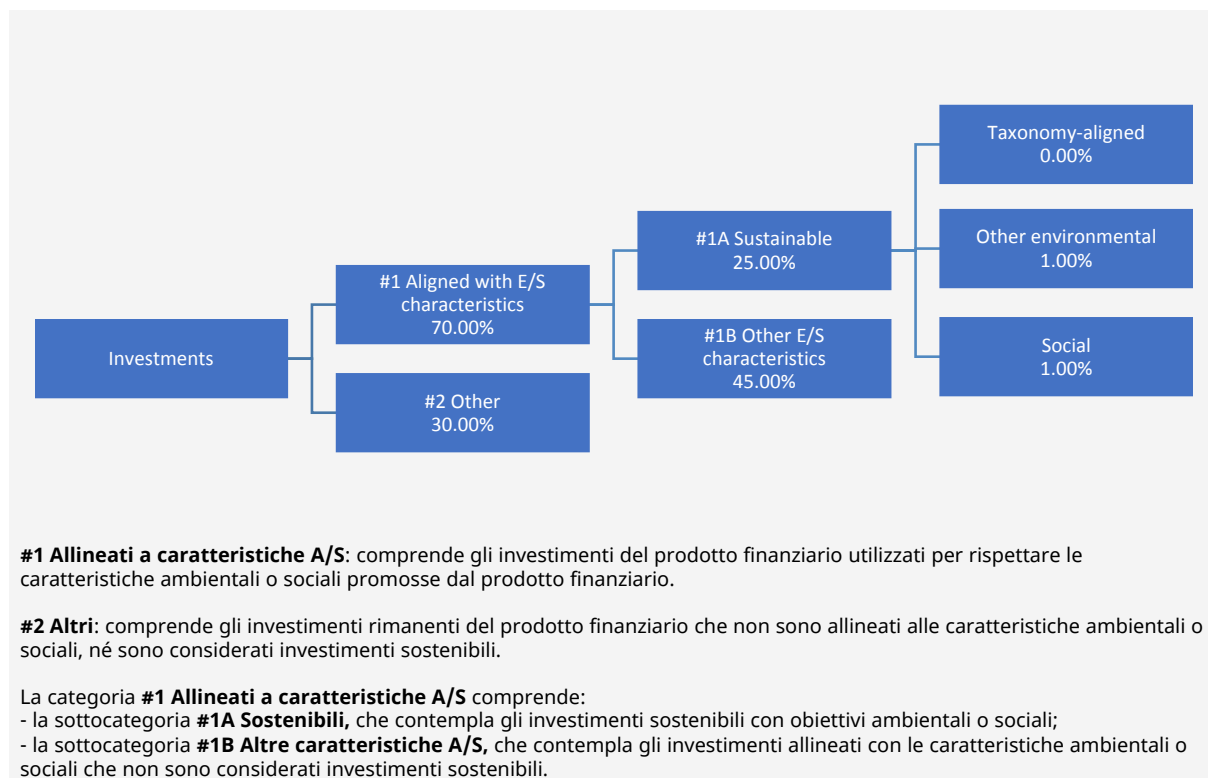 Taxonomy-aligned
0.00%
#1A Sustainable
25.00%
Other environmental
1.00%
#1 Aligned with E/S
characteristics
70.00%
Investments
#1B Other E/S
characteristics
45.00%
Social
1.00%
#2 Other
30.00%
#1 Allineati a caratteristiche A/S: comprende gli investimenti del prodotto finanziario utilizzati per rispettare le
caratteristiche ambientali o sociali promosse dal prodotto finanziario.
#2 Altri: comprende gli investimenti rimanenti del prodotto finanziario che non sono allineati alle caratteristiche ambientali o
sociali, né sono considerati investimenti sostenibili.
La categoria #1 Allineati a caratteristiche A/S comprende:
- la sottocategoria #1A Sostenibili, che contempla gli investimenti sostenibili con obiettivi ambientali o sociali;
- la sottocategoria #1B Altre caratteristiche A/S, che contempla gli investimenti allineati con le caratteristiche ambientali o
sociali che non sono considerati investimenti sostenibili.